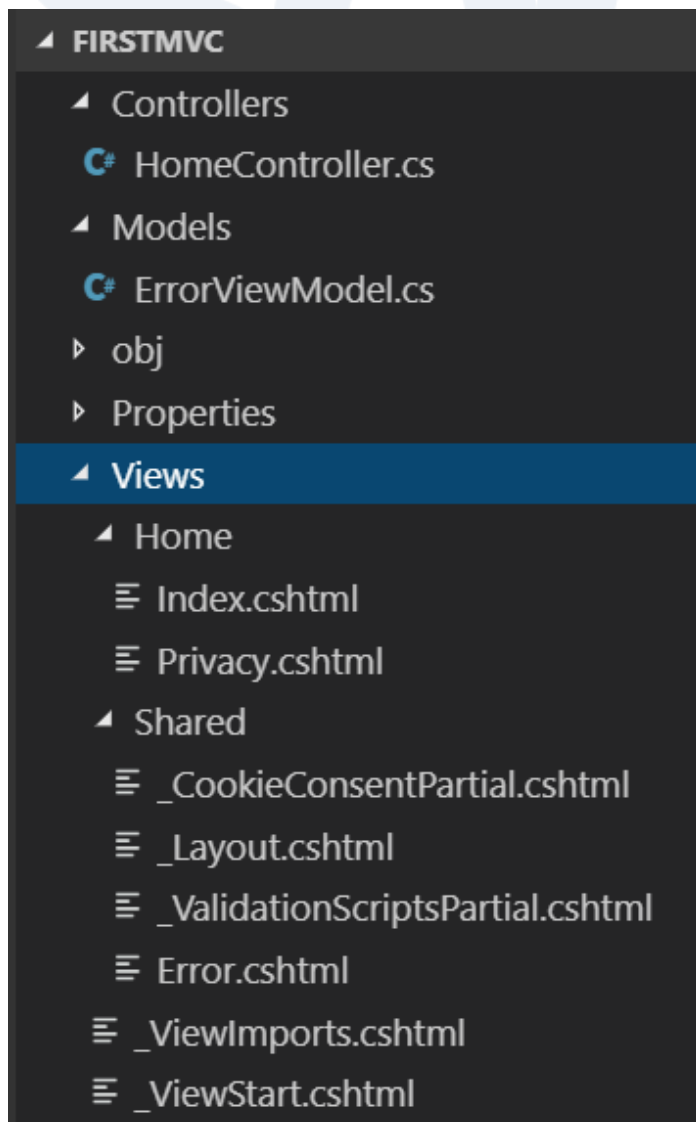 FIRSTMVC
Controllers
C# HomeController.cs
Models
C# ErrorViewModel.cs
obj
Properties
Views
Home
Index.cshtml
Privacy.cshtml
Shared
_CookieConsentPartial.cshtml
_Layout.cshtml
_ValidationScriptsPartial.cshtml
Error.cshtml
_ViewImports.cshtml
_ViewStart.cshtml